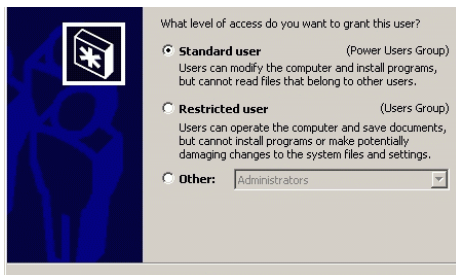 What level of access do you want to grant this user?
Standard user (Power Users Group)
Users can modify the computer and install programs,
but cannot read files that belong to other users.
Restricted user (Users Group)
Users can operate the computer and save documents,
but cannot install programs or make potentially
damaging changes to the system files and settings.
Other: Administrators